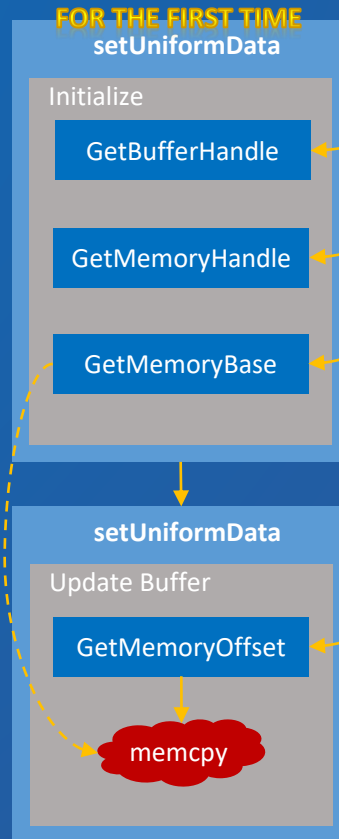 FOR THE FIRST TIME
setUniformData
Initialize
GetBufferHandle
GetMemoryHandle
GetMemoryBase
setUniformData
Update Buffer
GetMemoryOffset
memcpy